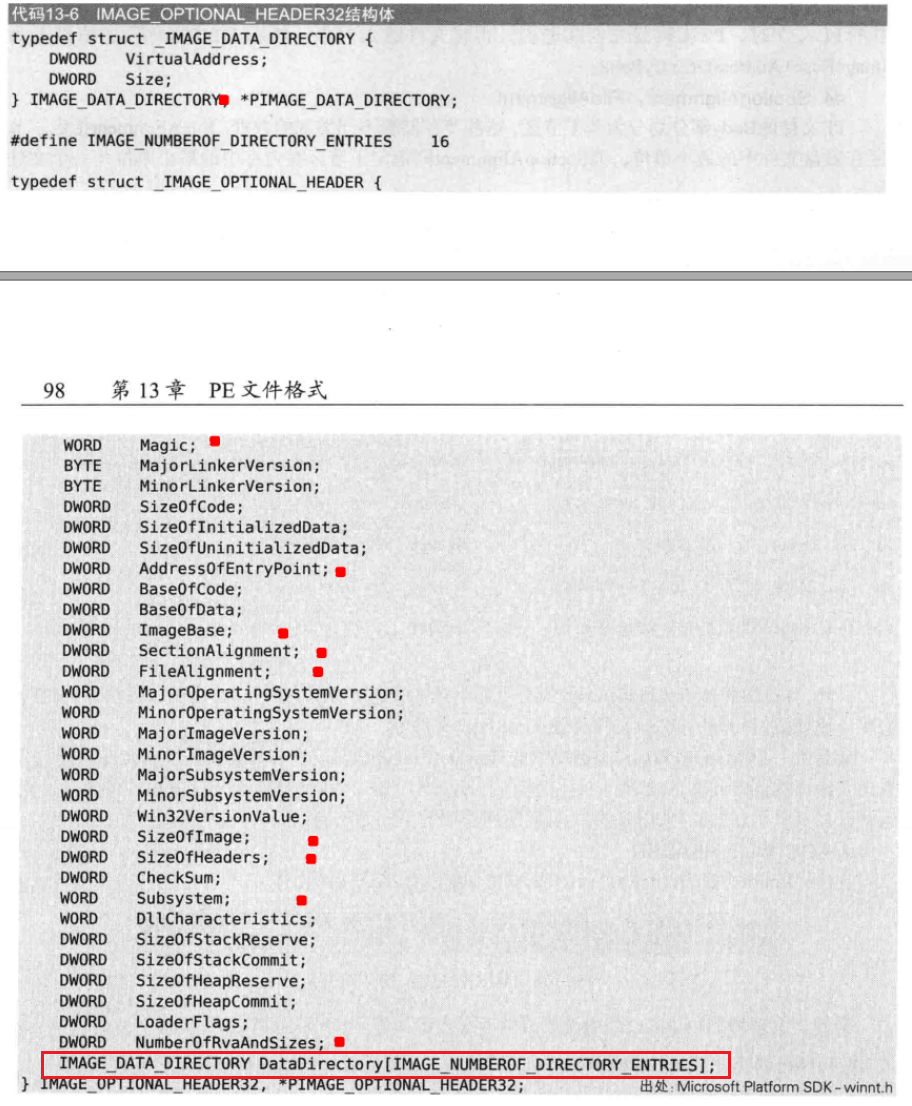 代码13-6 IMAGE_OPTIONAL_HEADER32结构体
typedef struct _IMAGE_DATA_DIRECTORY {
DWORD VirtualAddress;
DWORD Size;
} IMAGE_DATA_DIRECTORY, *PIMAGE_DATA_DIRECTORY;
#define IMAGE_NUMBEROF_DIRECTORY_ENTRIES 16
typedef struct _IMAGE_OPTIONAL_HEADER {
98 第 13 章 PE 文件格式
WORD Magic;
BYTE MajorLinkerVersion;
BYTE MinorLinkerVersion;
DWORD SizeOfCode;
DWORD SizeOfInitializedData;
DWORD SizeOfUninitializedData;
DWORD AddressOfEntryPoint;
DWORD BaseOfCode;
DWORD BaseOfData;
DWORD ImageBase;
DWORD SectionAlignment;
DWORD FileAlignment;
WORD MajorOperatingSystemVersion;
WORD MinorOperatingSystemVersion;
WORD MajorImageVersion;
WORD MinorImageVersion;
WORD MajorSubsystemVersion;
WORD MinorSubsystemVersion;
DWORD Win32VersionValue;
DWORD SizeOfImage;
DWORD SizeOfHeaders;
DWORD CheckSum;
WORD Subsystem;
WORD DllCharacteristics;
DWORD SizeOfStackReserve;
DWORD SizeOfStackCommit;
DWORD SizeOfHeapReserve;
DWORD SizeOfHeapCommit;
DWORD LoaderFlags;
DWORD NumberOfRvaAndSizes;
IMAGE_DATA_DIRECTORY DataDirectory[IMAGE_NUMBEROF_DIRECTORY_ENTRIES];
} IMAGE_OPTIONAL_HEADER32, *PIMAGE_OPTIONAL_HEADER32; 出处: Microsoft Platform SDK - winnt.h